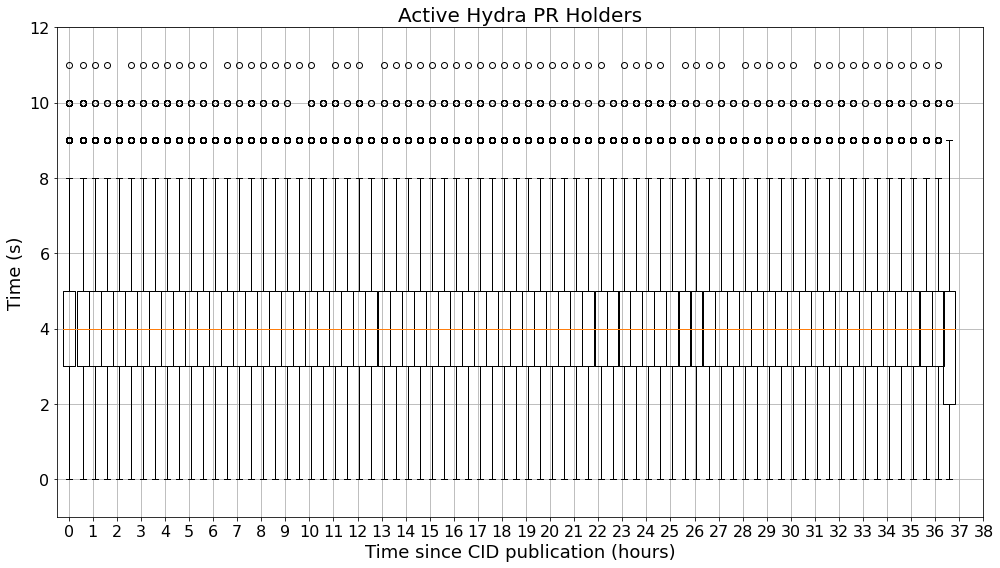 Active Hydra PR Holders
Time (s)
12
10
8
6
4
2
0
0 1 2 3 4 5 6 7 8 9 10 11 12 13 14 15 16 17 18 19 20 21 22 23 24 25 26 27 28 29 30 31 32 33 34 35 36 37 38
Time since CID publication (hours)